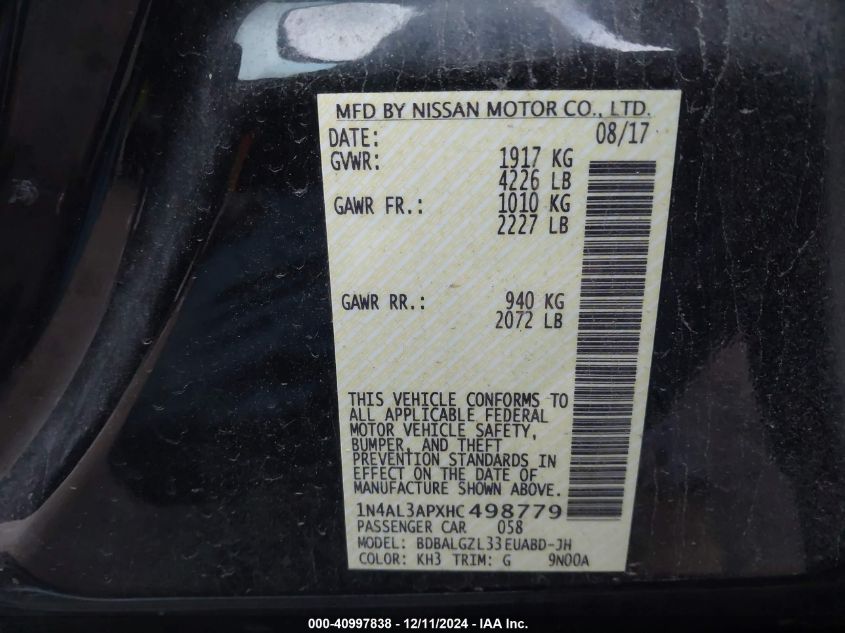 MFD BY NISSAN MOTOR CO., LTD.
DATE: 08/17
GVWR: 1917 KG
4226 LB
GAWR FR.: 1010 KG
2227 LB
GAWR RR.: 940 KG
2072 LB
THIS VEHICLE CONFORMS TO
ALL APPLICABLE FEDERAL
MOTOR VEHICLE SAFETY,
BUMPER, AND THEFT
PREVENTION STANDARDS IN
EFFECT ON THE DATE OF
MANUFACTURE SHOWN ABOVE.
1N4AL3APXHC498779
PASSENGER CAR 058
MODEL: BDBALGZL33EUABD-JH
COLOR: KH3 TRIM: G 9N00A
000-40997838 - 12/11/2024 - IAA Inc.